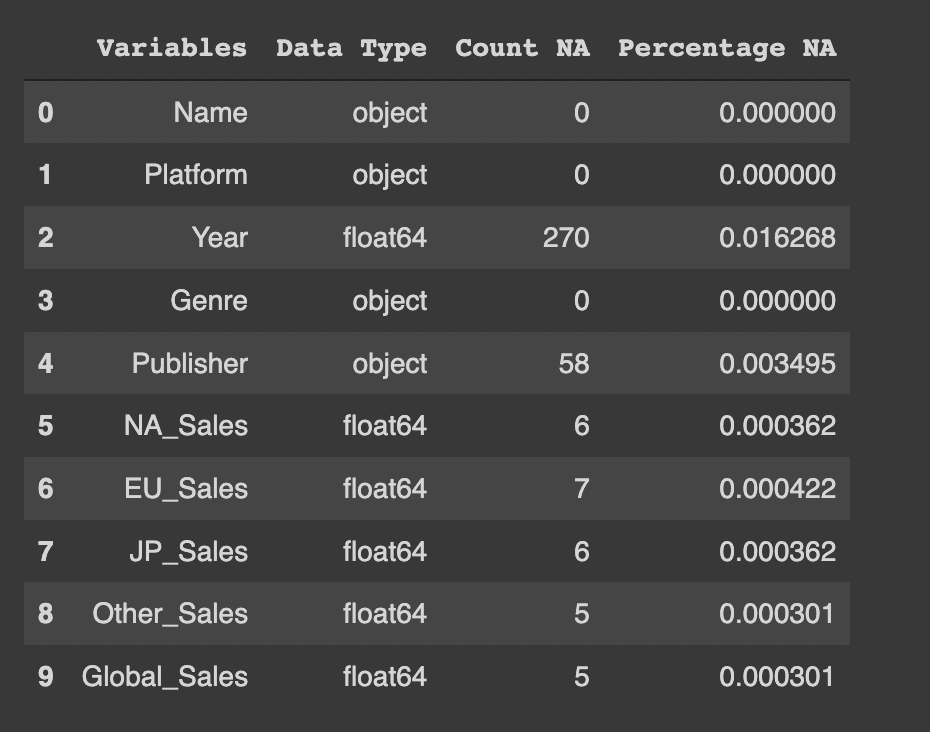 Variables Data Type Count NA Percentage NA
0 Name object 0 0.000000
1 Platform object 0 0.000000
2 Year float64 270 0.016268
3 Genre object 0 0.000000
4 Publisher object 58 0.003495
5 NA_Sales float64 6 0.000362
6 EU_Sales float64 7 0.000422
7 JP_Sales float64 6 0.000362
8 Other_Sales float64 5 0.000301
9 Global_Sales float64 5 0.000301